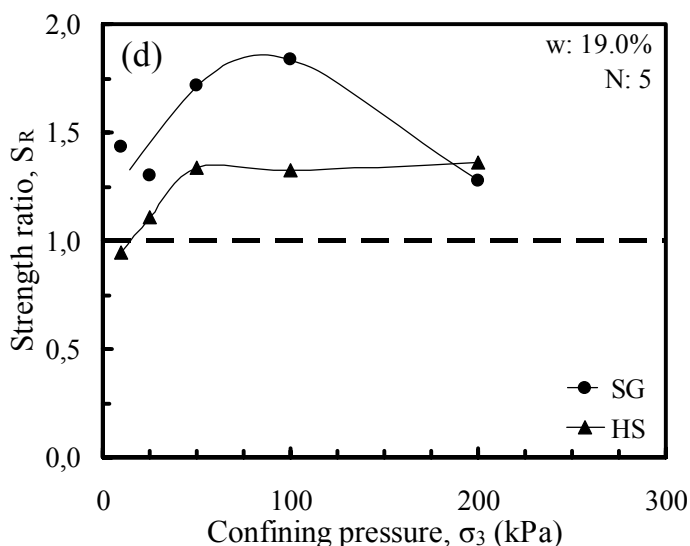 (d)
w: 19.0%
N: 5
Strength ratio, S_R
2,0
1,5
1,0
0,5
0,0
SG
HS
0
100
200
300
Confining pressure, σ3 (kPa)